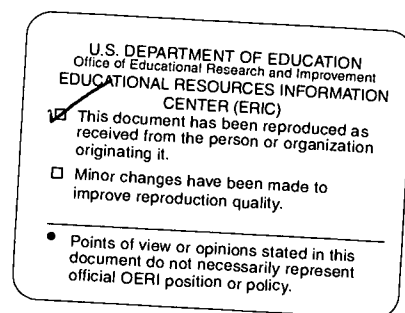 U.S. DEPARTMENT OF EDUCATION
Office of Educational Research and Improvement
EDUCATIONAL RESOURCES INFORMATION
CENTER (ERIC)
This document has been reproduced as
received from the person or organization
originating it.
□ Minor changes have been made to
improve reproduction quality.
• Points of view or opinions stated in this
document do not necessarily represent
official OERI position or policy.